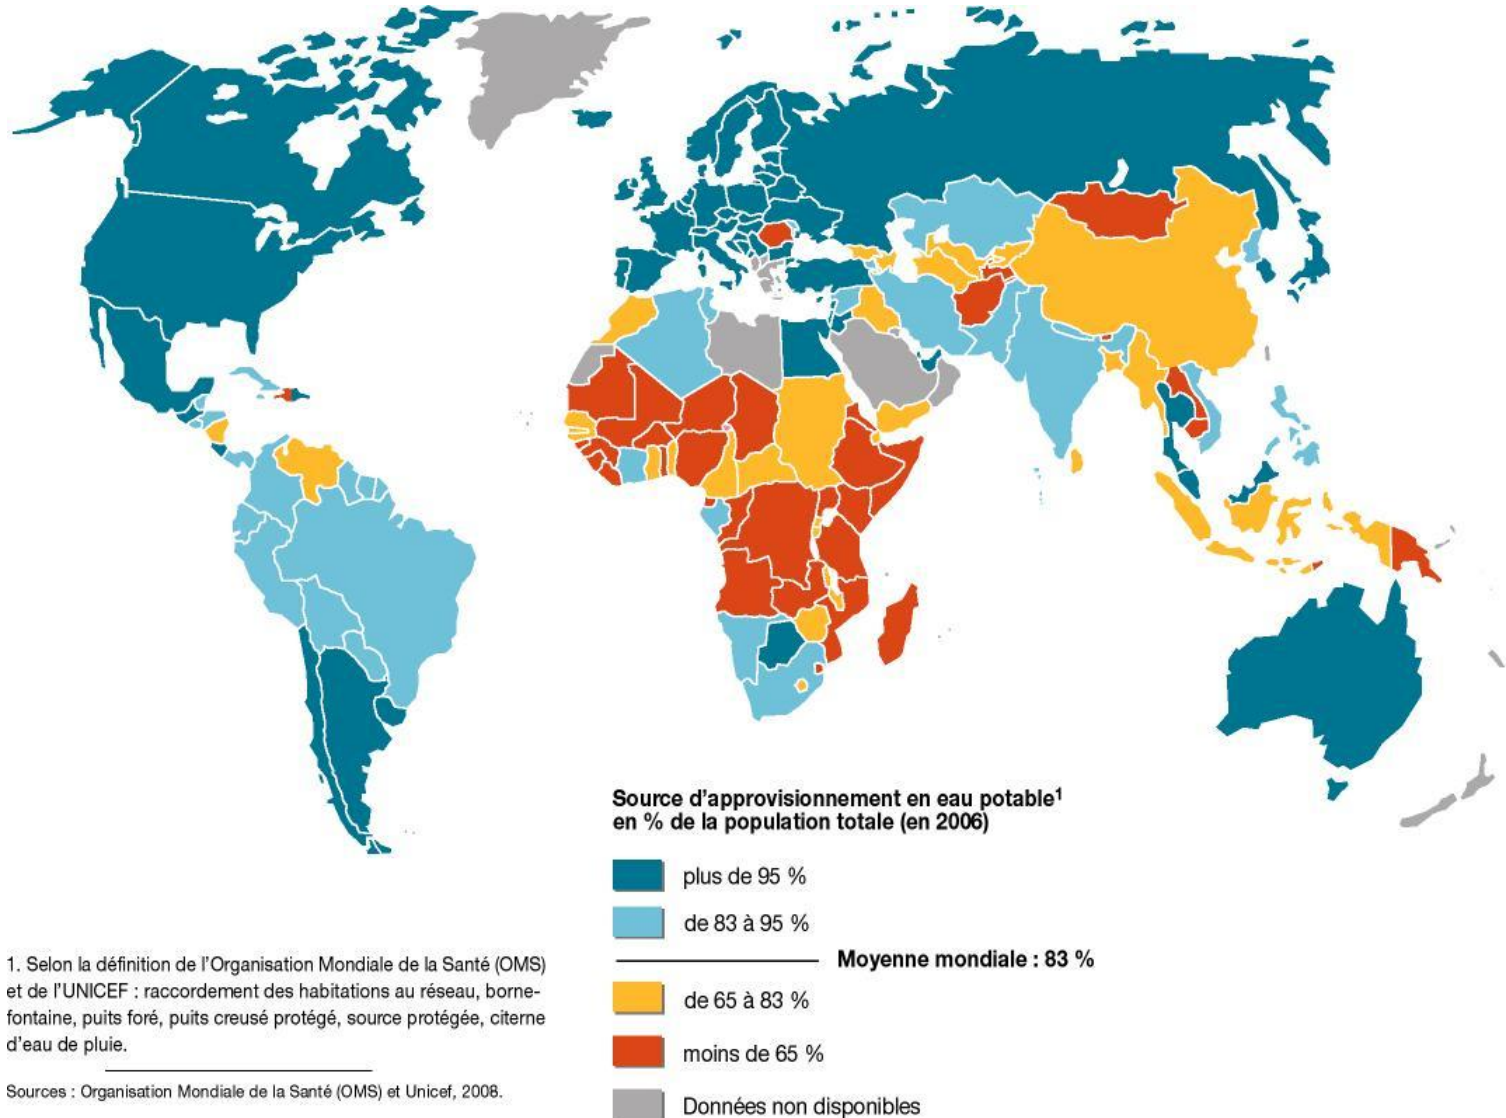 Source d'approvisionnement en eau potable¹
en % de la population totale (en 2006)
plus de 95 %
de 83 à 95 %
Moyenne mondiale : 83 %
de 65 à 83 %
moins de 65 %
Données non disponibles
1. Selon la définition de l'Organisation Mondiale de la Santé (OMS)
et de l'UNICEF : raccordement des habitations au réseau, borne-
fontaine, puits foré, puits creusé protégé, source protégée, citerne
d'eau de pluie.
Sources : Organisation Mondiale de la Santé (OMS) et Unicef, 2008.